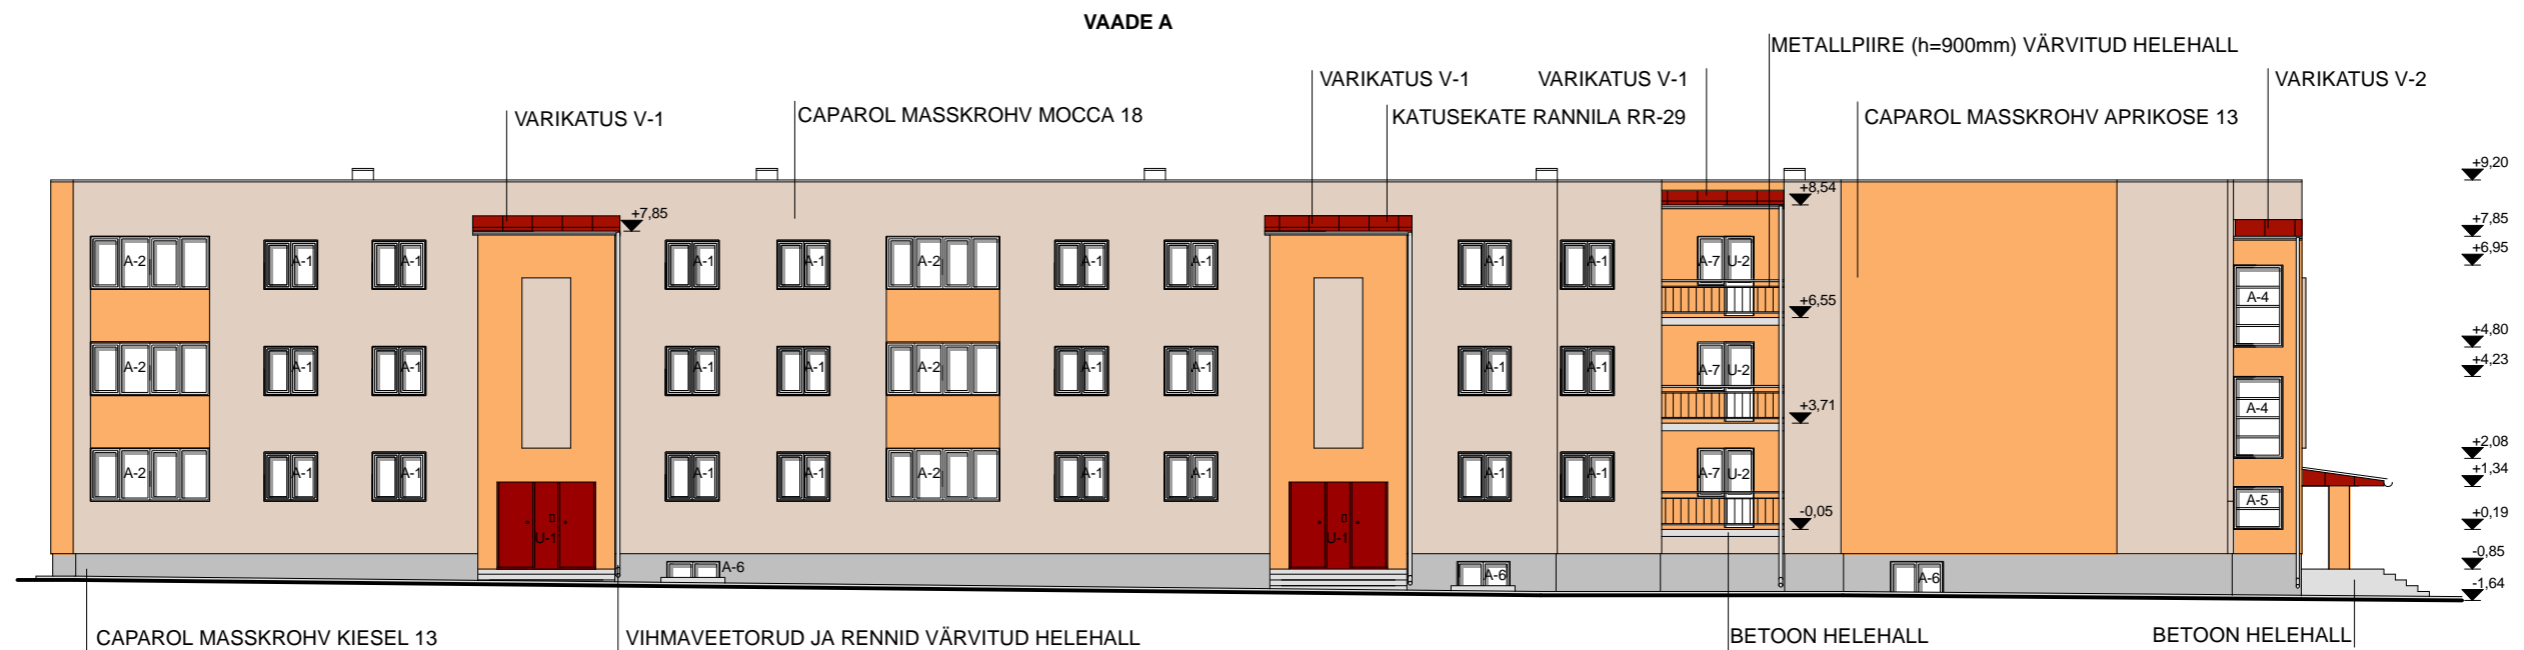 VAADE A
METALLPIIRE (h=900mm) VÄRVITUD HELEHALL
VARIKATUS V-1
VARIKATUS V-1
VARIKATUS V-2
VARIKATUS V-1
CAPAROL MASSKROHV MOCCA 18
KATUSEKATE RANNILA RR-29
CAPAROL MASSKROHV APRIKOSE 13
+9,20
+8,54
+7,85
+7,85
+6,95
A-2 A-1 A-1 A-1 A-1 A-2 A-1 A-1 A-1 A-1 A-7 U-2
A-4
+6,55
+4,80
+4,23
A-2 A-1 A-1 A-1 A-1 A-2 A-1 A-1 A-1 A-1 A-7 U-2
+3,71
A-4
+2,08
+1,34
A-2 A-1 A-1 A-1 A-1 A-2 A-1 A-1 A-1 A-1 A-7 U-2
A-5
-0,05
+0,19
U-1 U-1
-0,85
A-6 A-6 A-6
-1,64
CAPAROL MASSKROHV KIESEL 13
VIHMAVEETORUD JA RENNID VÄRVITUD HELEHALL
BETOON HELEHALL
BETOON HELEHALL